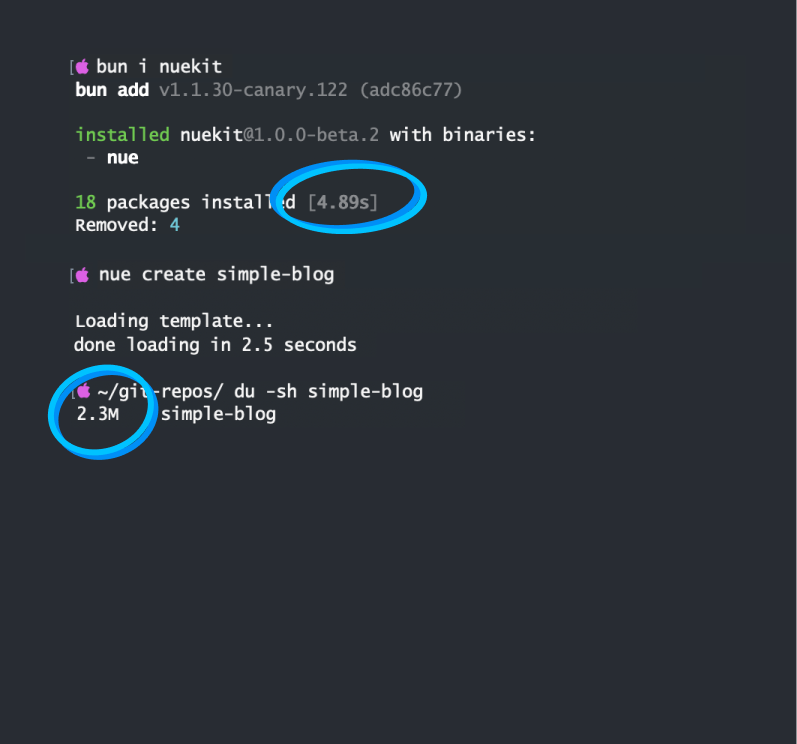 bun i nuekit
bun add v1.1.30-canary.122 (adc86c77)
installed nuekit@1.0.0-beta.2 with binaries:
- nue
18 packages installed [4.89s]
Removed: 4
nue create simple-blog
Loading template...
done loading in 2.5 seconds
~/git-repos/ du -sh simple-blog
2.3M simple-blog